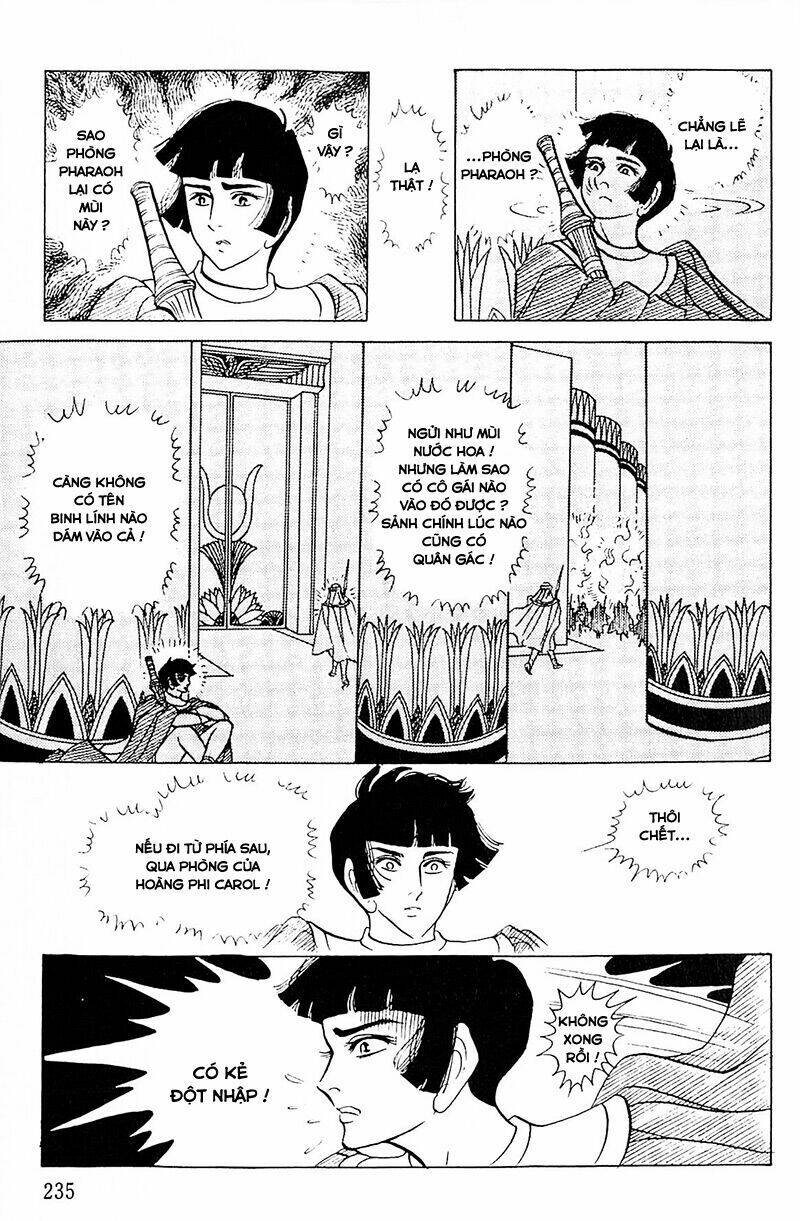 SAO
PHÒNG
PHARAOH
LẠI CÓ
MÙI
NÀY ?
GÌ
VẬY ?
LẠ
THẬT !
...PHÒNG
PHARAOH ?
CHẲNG LẼ
LẠI LÀ...
CÀNG KHÔNG
CÓ TÊN
BINH LÍNH NÀO
DÁM VÀO CẢ !
NGỬI NHƯ MÙI
NƯỚC HOA !
NHƯNG LÀM SAO
CÓ CÔ GÁI NÀO
VÀO ĐÓ ĐƯỢC ?
SẢNH CHÍNH LÚC NÀO
CŨNG CÓ
QUÂN GÁC !
NẾU ĐI TỪ PHÍA SAU,
QUA PHÒNG CỦA
HOÀNG PHI CAROL !
THÔI
CHẾT...
CÓ KẺ
ĐỘT NHẬP !
KHÔNG
XONG
RỒI !
235